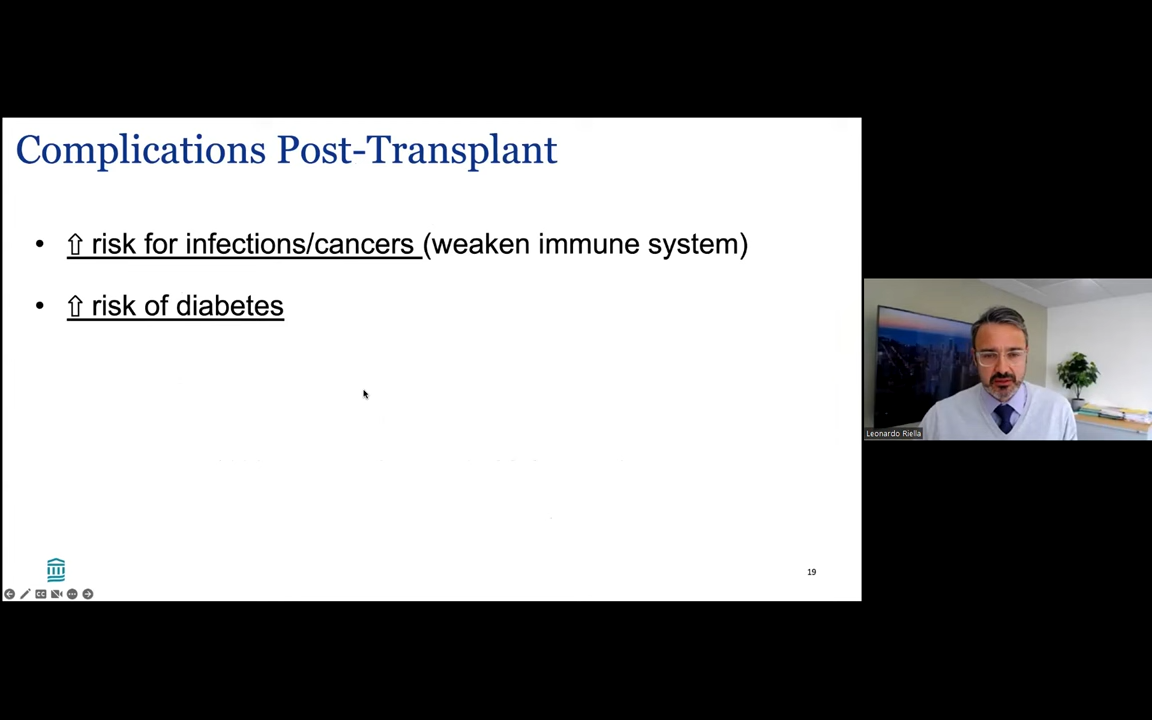 Complications Post-Transplant
• ⇧ risk for infections/cancers (weaken immune system)
• ⇧ risk of diabetes
Leonardo Riella
19